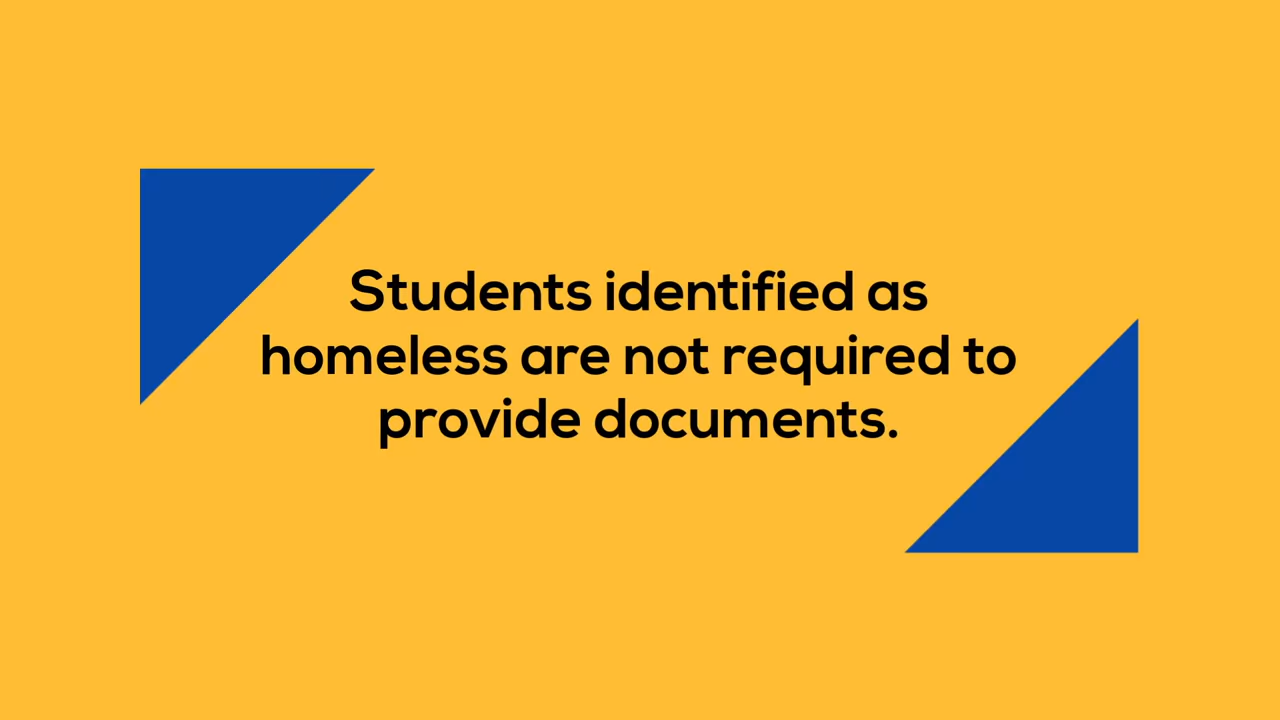 Students identified as
homeless are not required to
provide documents.